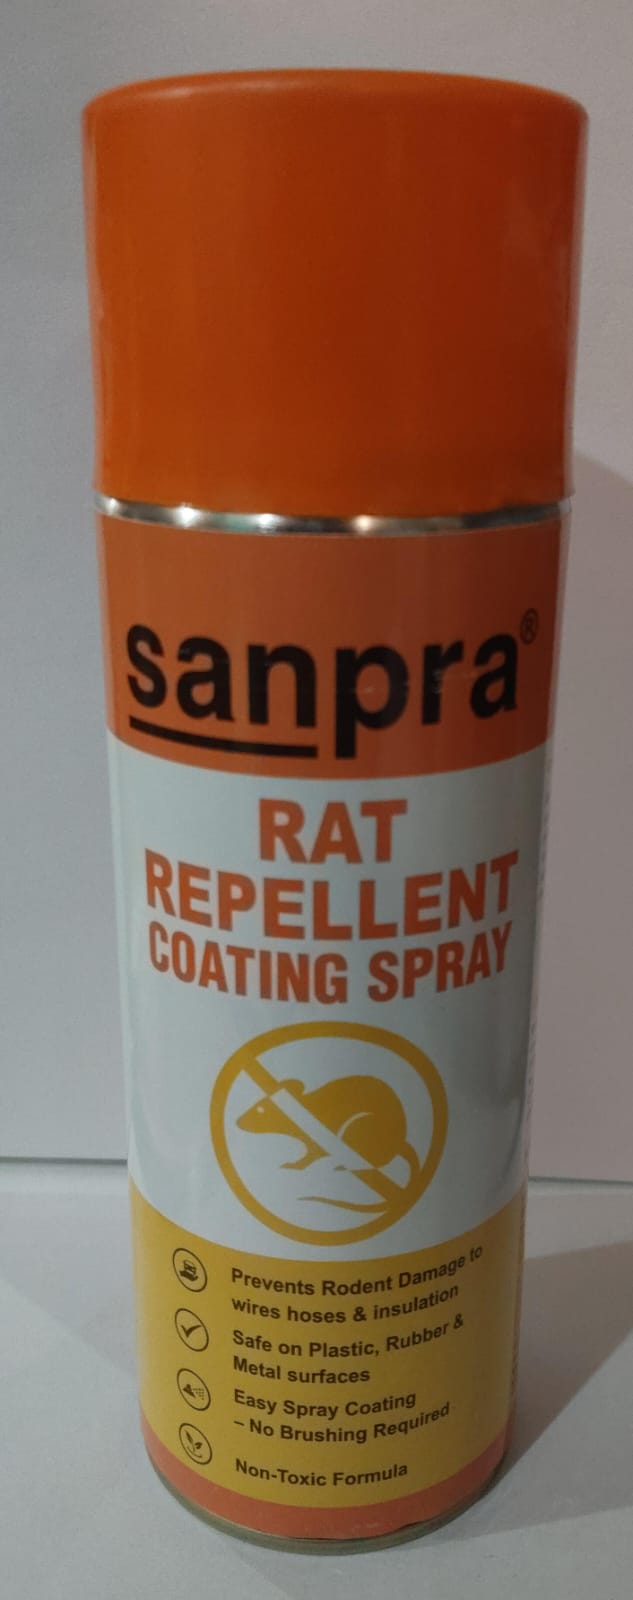 sanpra®
RAT
REPELLENT
COATING SPRAY
Prevents Rodent Damage to
wires hoses & insulation
Safe on Plastic, Rubber &
Metal surfaces
Easy Spray Coating
– No Brushing Required
Non-Toxic Formula